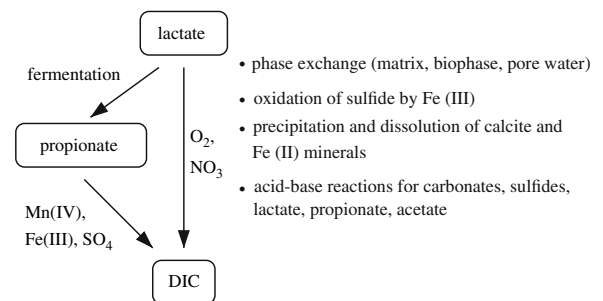 lactate
fermentation
• phase exchange (matrix, biophase, pore water)
• oxidation of sulfide by Fe (III)
• precipitation and dissolution of calcite and
Fe (II) minerals
• acid-base reactions for carbonates, sulfides,
lactate, propionate, acetate
propionate
O2,
NO3
Mn(IV),
Fe(III), SO4
DIC